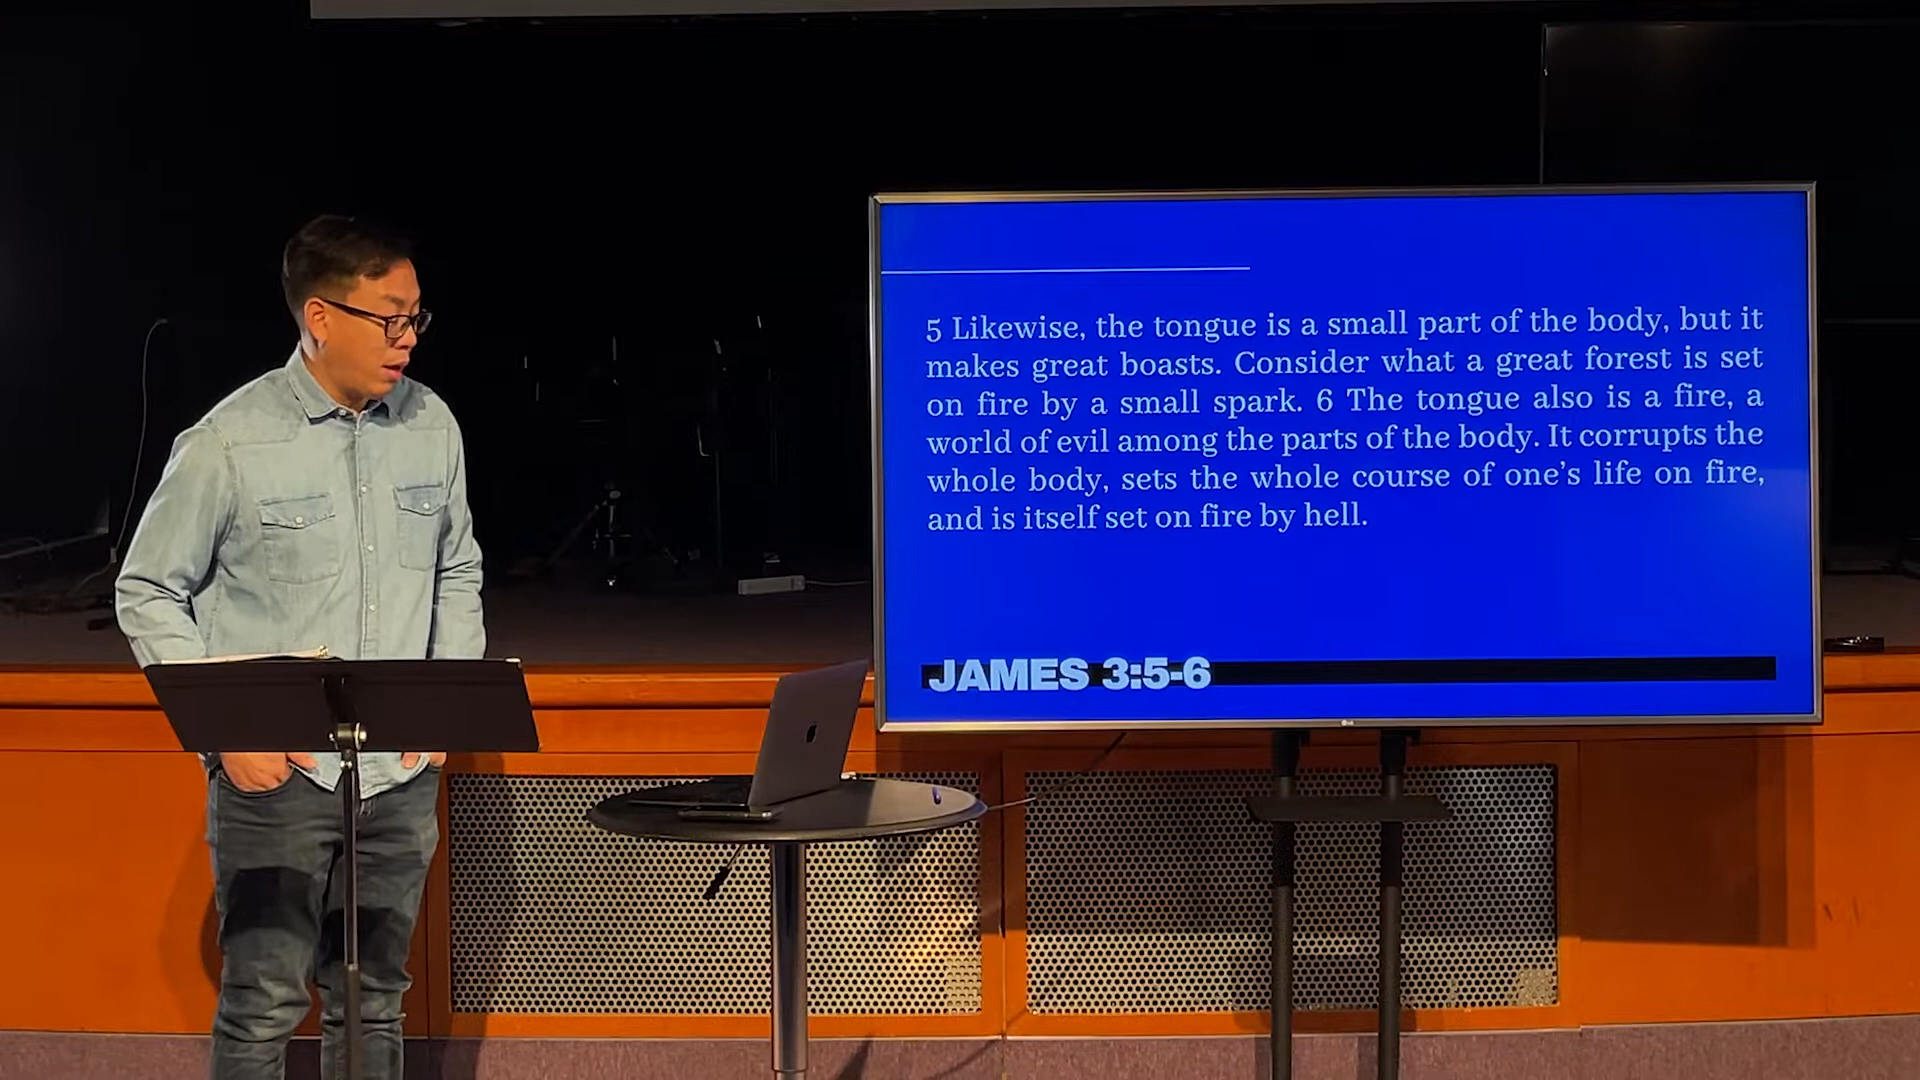 5 Likewise, the tongue is a small part of the body, but it
makes great boasts. Consider what a great forest is set
on fire by a small spark. 6 The tongue also is a fire, a
world of evil among the parts of the body. It corrupts the
whole body, sets the whole course of one’s life on fire,
and is itself set on fire by hell.
JAMES 3:5-6